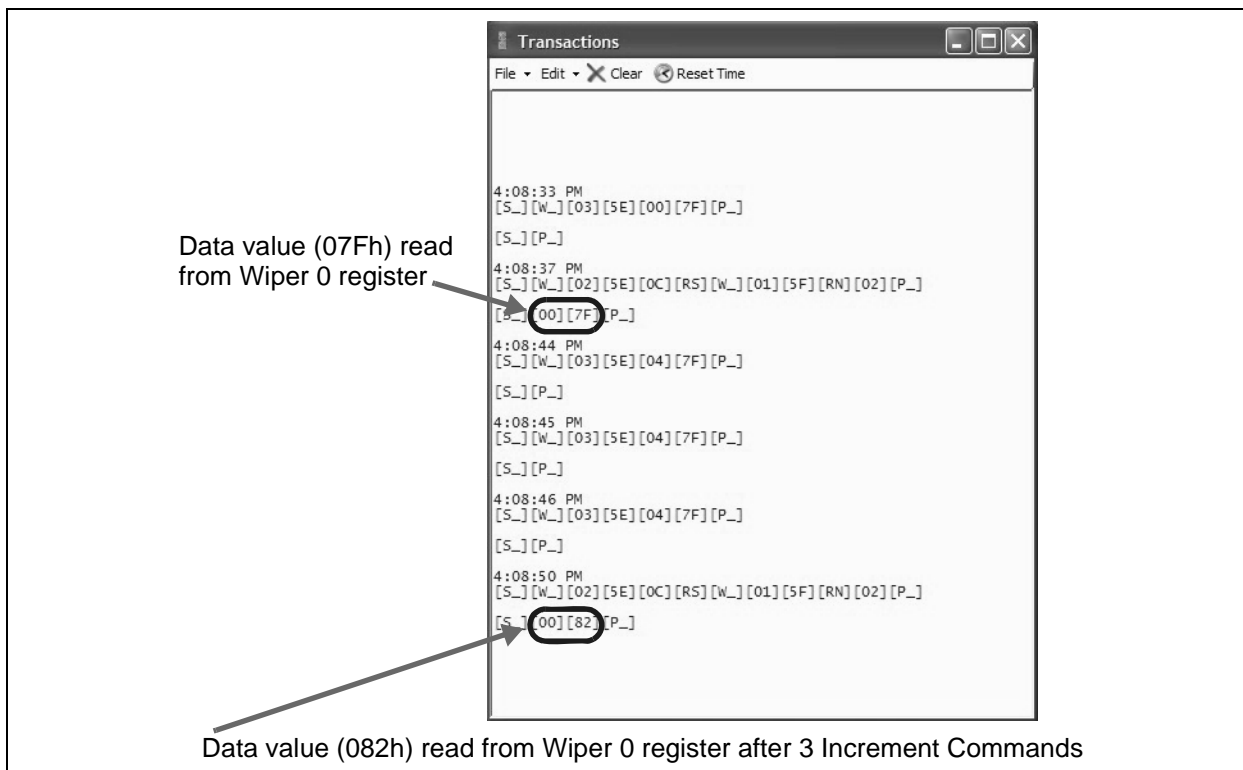 Transactions
File Edit Clear Reset Time
4:08:33 PM
[S_][W_][03][5E][00][7F][P_]
[S_][P_]
Data value (07Fh) read
from Wiper 0 register
4:08:37 PM
[S_][W_][02][5E][0C][RS][W_][01][5F][RN][02][P_]
[S_][00][7F][P_]
4:08:44 PM
[S_][W_][03][5E][04][7F][P_]
[S_][P_]
4:08:45 PM
[S_][W_][03][5E][04][7F][P_]
[S_][P_]
4:08:46 PM
[S_][W_][03][5E][04][7F][P_]
[S_][P_]
4:08:50 PM
[S_][W_][02][5E][0C][RS][W_][01][5F][RN][02][P_]
[S_][00][82][P_]
Data value (082h) read from Wiper 0 register after 3 Increment Commands